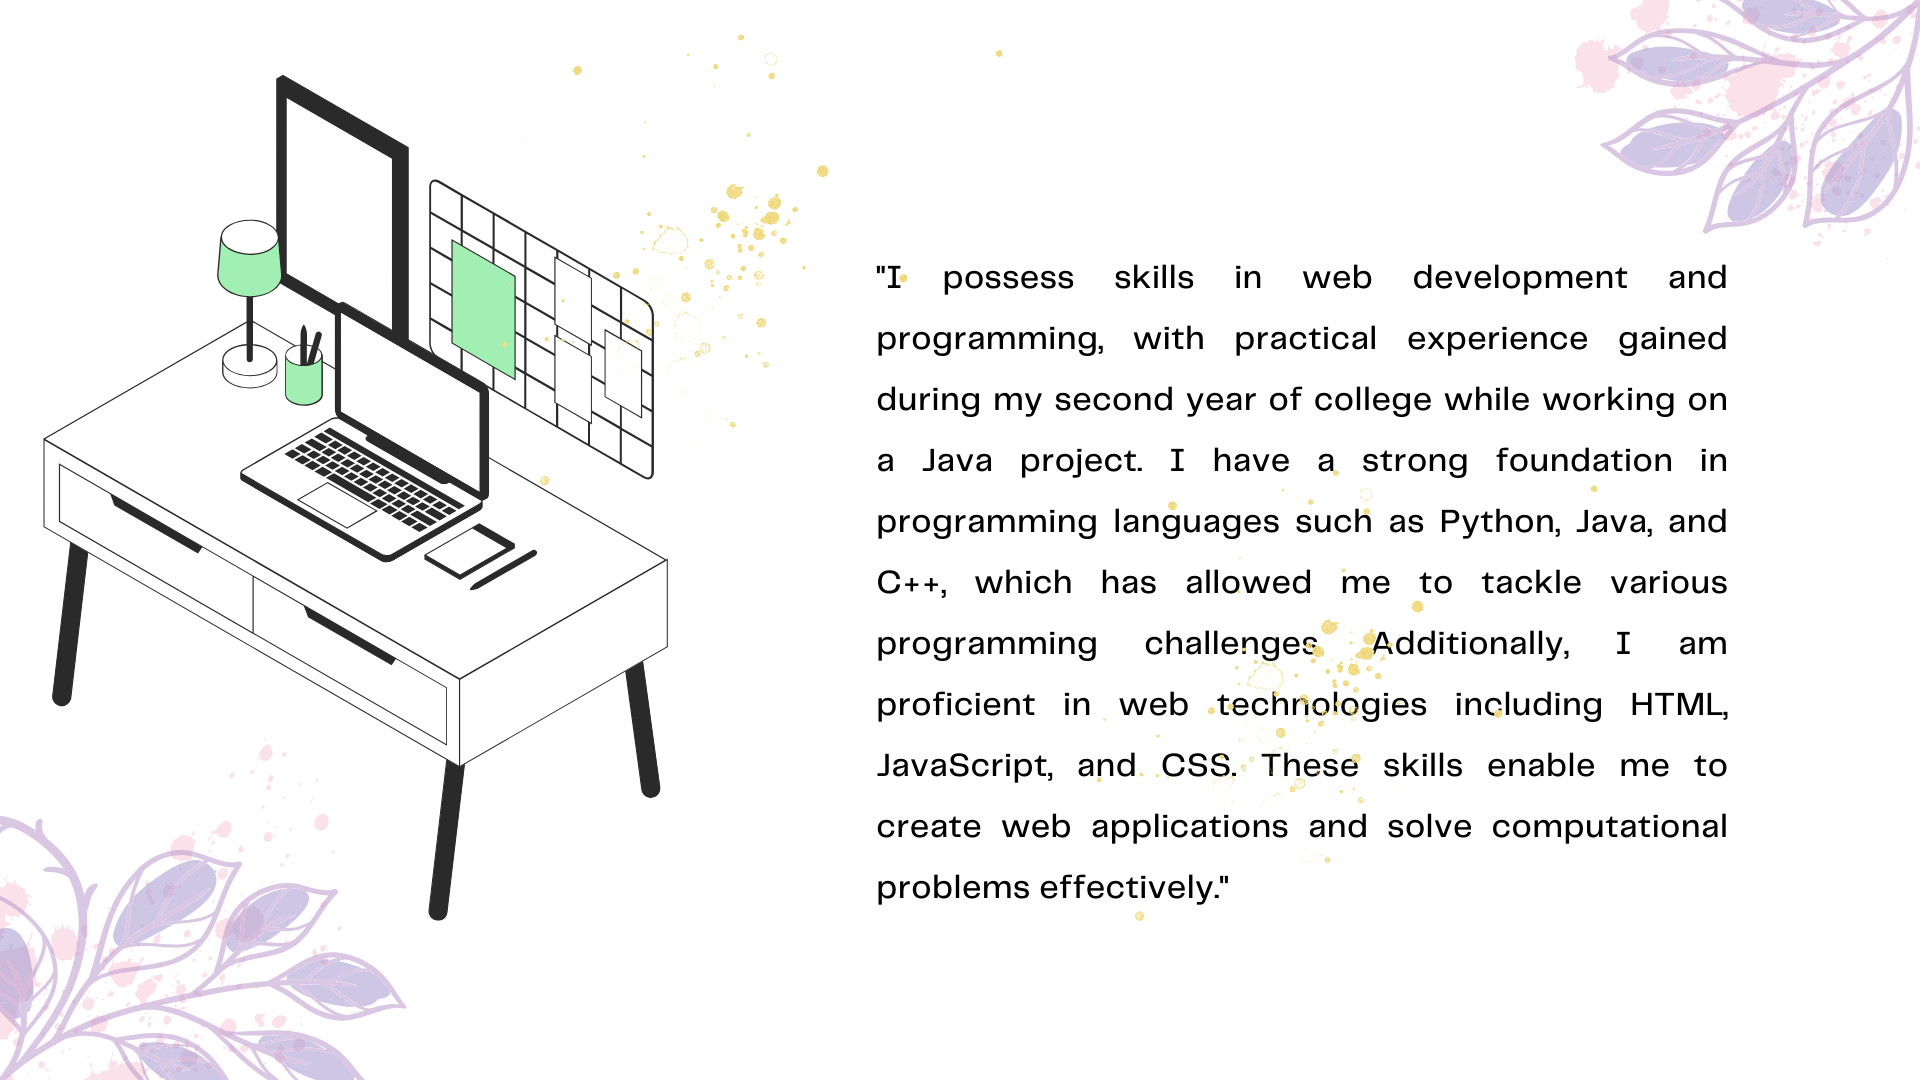 "I possess skills in web development and
programming, with practical experience gained
during my second year of college while working on
a Java project. I have a strong foundation in
programming languages such as Python, Java, and
C++, which has allowed me to tackle various
programming challenges. Additionally, I am
proficient in web technologies including HTML,
JavaScript, and CSS. These skills enable me to
create web applications and solve computational
problems effectively."